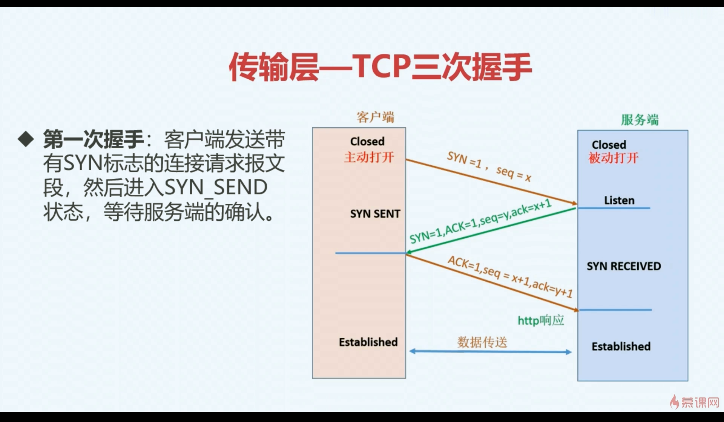 传输层—TCP三次握手
◆ 第一次握手：客户端发送带
有SYN标志的连接请求报文
段，然后进入SYN_SEND
状态，等待服务端的确认。
客户端
服务端
Closed
主动打开
Closed
被动打开
SYN =1 ，seq = x
Listen
SYN SENT
SYN=1,ACK=1,seq=y,ack=x+1
SYN RECEIVED
ACK=1,seq = x+1,ack=y+1
http响应
Established
数据传送
Established
慕课网